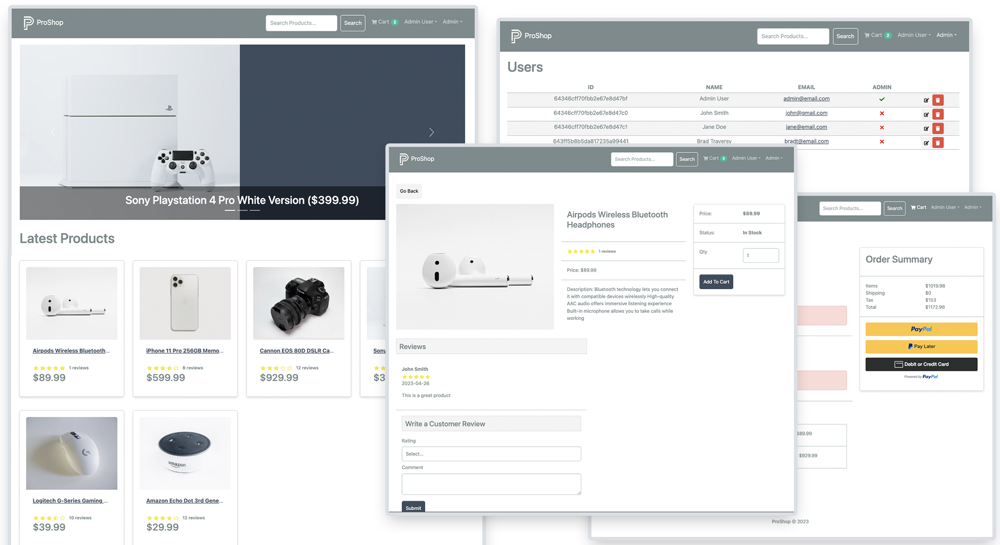 ProShop
Search Products...
Search
Cart 2
Admin User
Admin
Sony Playstation 4 Pro White Version ($399.99)
Latest Products
Airpods Wireless Bluetooth...
1 reviews
$89.99
iPhone 11 Pro 256GB Memo...
8 reviews
$599.99
Cannon EOS 80D DSLR Ca...
12 reviews
$929.99
Sony
$3
Logitech G-Series Gaming ...
10 reviews
$39.99
amazon
Amazon Echo Dot 3rd Gene...
12 reviews
$29.99
ProShop
Search Products...
Search
Cart 2
Admin User
Admin
Users
ID NAME EMAIL ADMIN
64346cff70fbb2e67e8d47bf Admin User admin@email.com
64346cff70fbb2e67e8d47c0 John Smith john@gmail.com
64346cff70fbb2e67e8d47c1 Jane Doe jane@email.com
643ff5b8b5da817235a99441 Brad Traversy bradt@email.com
ProShop
Search Products...
Search
Cart 2
Admin User
Admin
Go Back
Airpods Wireless Bluetooth
Headphones
1 reviews
Price: $89.99
Description: Bluetooth technology lets you connect
it with compatible devices wirelessly High-quality
AAC audio offers immersive listening experience
Built-in microphone allows you to take calls while
working
Price: $89.99
Status: In Stock
Qty 1
Add To Cart
Reviews
John Smith
2023-04-26
This is a great product
Write a Customer Review
Rating
Select...
Comment
Submit
Search Products...
Search
Cart
Admin User
Admin
Order Summary
Items $1019.98
Shipping $0
Tax $153
Total $1172.98
PayPal
Pay Later
Debit or Credit Card
Powered by PayPal
$89.99
$929.99
ProShop © 2023